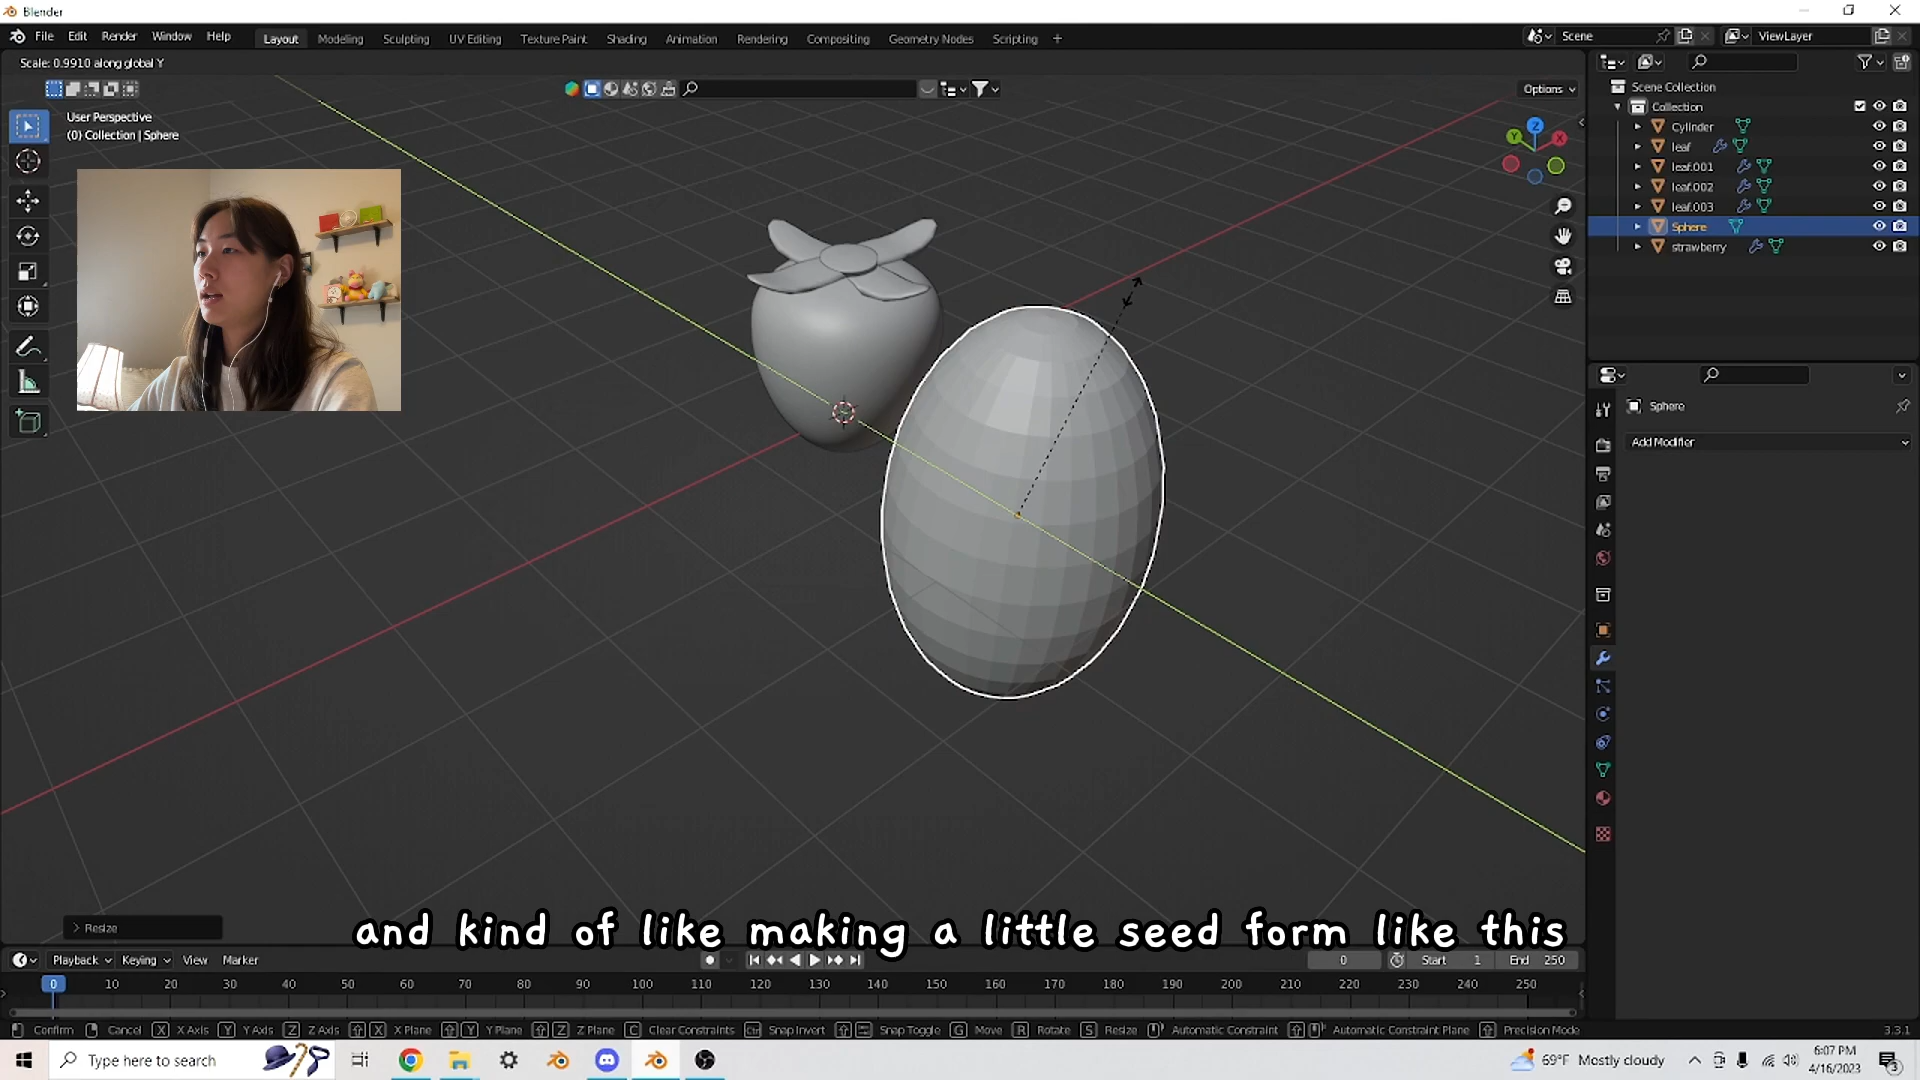 Blender
File Edit Render Window Help
Layout Modeling Sculpting UV Editing Texture Paint Shading Animation Rendering Compositing Geometry Nodes Scripting +
Scene
ViewLayer
Scale: 0.9910 along global Y
Options
User Perspective
(0) Collection | Sphere
Z
Y
X
Scene Collection
Collection
Cylinder
leaf
leaf.001
leaf.002
leaf.003
Sphere
strawberry
Sphere
Add Modifier
Resize
and kind of like making a little seed form like this
Playback Keying View Marker
0 Start 1 End 250
0 10 20 30 40 50 60 70 80 90 100 110 120 130 140 150 160 170 180 190 200 210 220 230 240 250
Confirm Cancel X X Axis Y Y Axis Z Z Axis X X Plane Y Y Plane Z Z Plane C Clear Constraints Ctrl Snap Invert Snap Toggle G Move R Rotate S Resize Automatic Constraint Automatic Constraint Plane Precision Mode 3.3.1
Type here to search
69°F Mostly cloudy
6:07 PM
4/16/2023
3